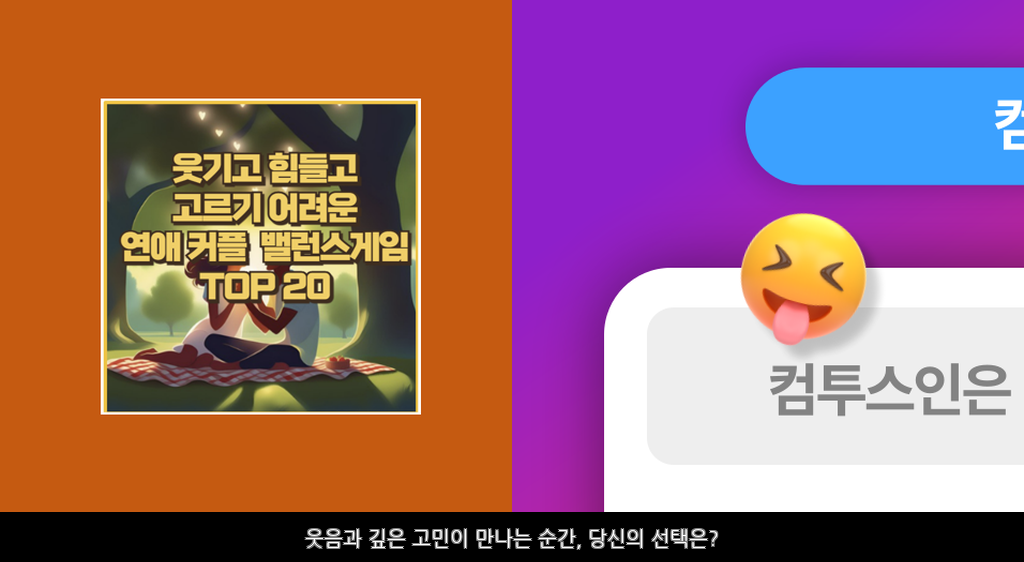 웃기고 힘들고
고르기 어려운
연애 커플 밸런스게임
TOP 20
컴
컴투스인은
웃음과 깊은 고민이 만나는 순간, 당신의 선택은?